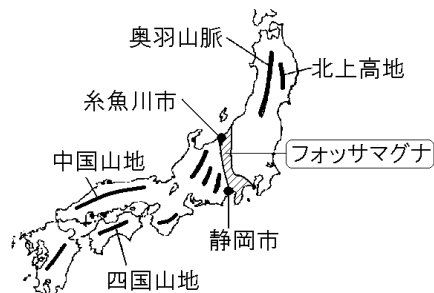 奥羽山脈
北上高地
糸魚川市
フォッサマグナ
中国山地
静岡市
四国山地